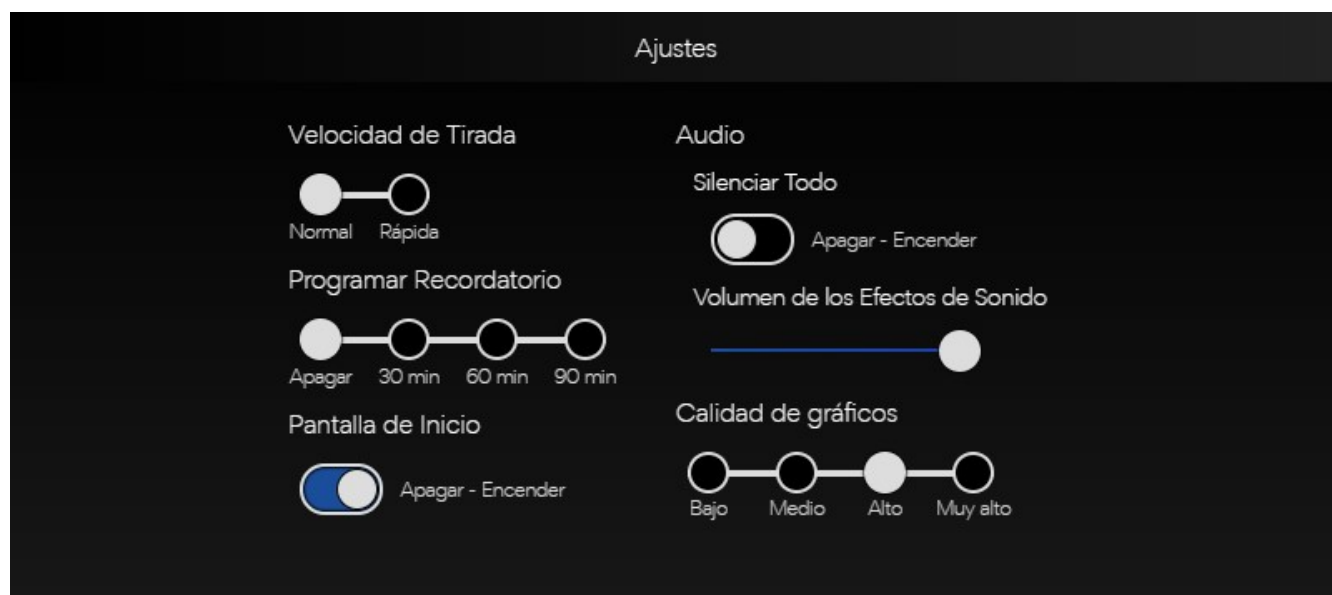 Ajustes
Velocidad de Tirada
Normal Rápida
Programar Recordatorio
Apagar 30 min 60 min 90 min
Pantalla de Inicio
Apagar - Encender
Audio
Silenciar Todo
Apagar - Encender
Volumen de los Efectos de Sonido
Calidad de gráficos
Bajo Medio Alto Muy alto